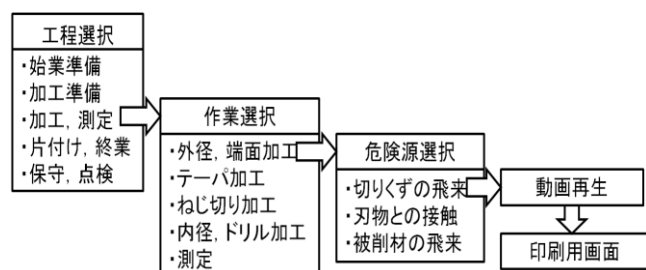 工程選択
・始業準備
・加工準備
・加工, 測定
・片付け, 終業
・保守, 点検
作業選択
・外径, 端面加工
・テーパ加工
・ねじ切り加工
・内径, ドリル加工
・測定
危険源選択
・切りくずの飛来
・刃物との接触
・被削材の飛来
動画再生
印刷用画面